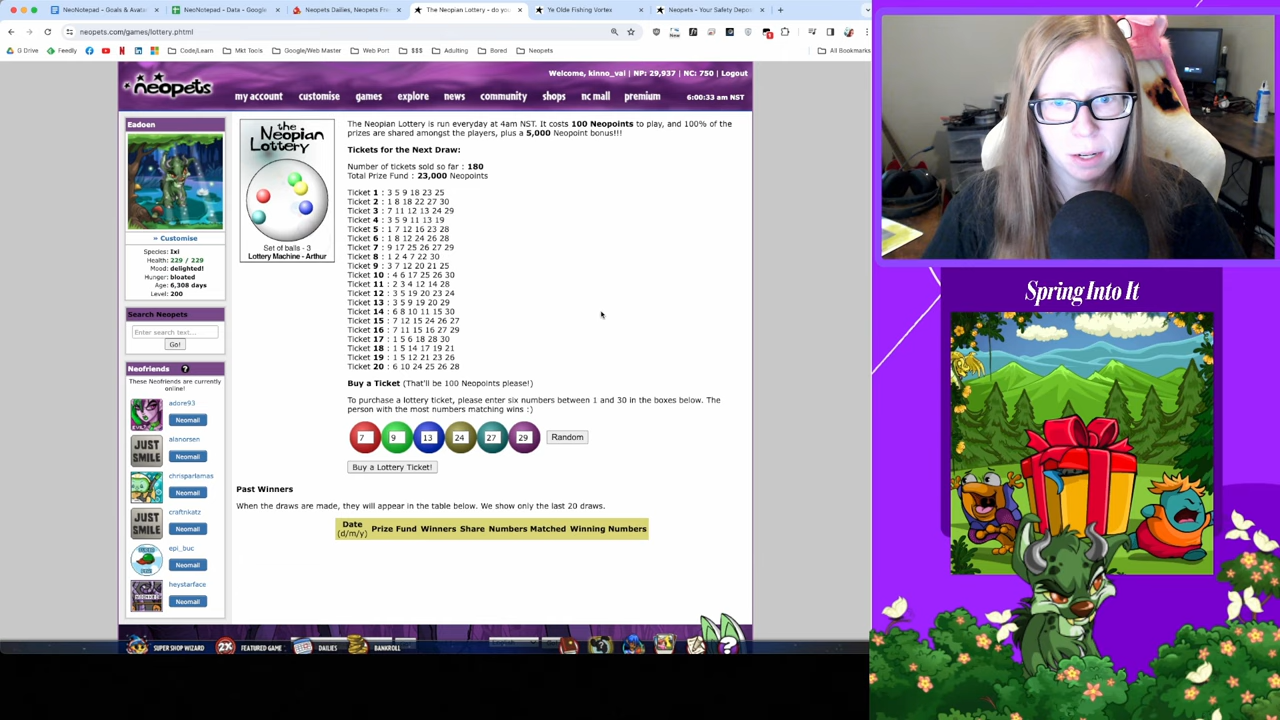 NeoNotepad - Goals & Avata
NeoNotepad - Data - Google
Neopets Dailies, Neopets Fre
The Neopian Lottery - do you
Ye Olde Fishing Vortex
Neopets - Your Safety Depos
neopets.com/games/lottery.phtml
G Drive
Feedly
Code/Learn
Mkt Tools
Google/Web Master
Web Port
$$$
Adulting
Bored
Neopets
All Bookmarks
neopets
Welcome, kinno_val | NP: 29,937 | NC: 750 | Logout
my account customise games explore news community shops nc mall premium 6:00:33 am NST
Eadoen
» Customise
Species: Ixi
Health: 229 / 229
Mood: delighted!
Hunger: bloated
Age: 6,308 days
Level: 200
Search Neopets
Enter search text...
Go!
Neofriends ?
These Neofriends are currently
online!
adore93
Neomail
JUST
SMILE
alanorsen
Neomail
chrisparlamas
Neomail
JUST
SMILE
craftnkatz
Neomail
epi_buc
Neomail
heystarface
Neomail
the
Neopian
Lottery
Set of balls - 3
Lottery Machine - Arthur
The Neopian Lottery is run everyday at 4am NST. It costs 100 Neopoints to play, and 100% of the
prizes are shared amongst the players, plus a 5,000 Neopoint bonus!!!
Tickets for the Next Draw:
Number of tickets sold so far : 180
Total Prize Fund : 23,000 Neopoints
Ticket 1 : 3 5 9 18 23 25
Ticket 2 : 1 8 18 22 27 30
Ticket 3 : 7 11 12 13 24 29
Ticket 4 : 3 5 9 11 13 19
Ticket 5 : 1 7 12 16 23 28
Ticket 6 : 1 8 12 24 26 28
Ticket 7 : 9 17 25 26 27 29
Ticket 8 : 1 2 4 7 22 30
Ticket 9 : 3 7 12 20 21 25
Ticket 10 : 4 6 17 25 26 30
Ticket 11 : 2 3 4 12 14 28
Ticket 12 : 3 5 19 20 23 24
Ticket 13 : 3 5 9 19 20 29
Ticket 14 : 6 8 10 11 15 30
Ticket 15 : 7 12 15 24 26 27
Ticket 16 : 7 11 15 16 27 29
Ticket 17 : 1 5 6 18 28 30
Ticket 18 : 1 5 14 17 19 21
Ticket 19 : 1 5 12 21 23 26
Ticket 20 : 6 10 24 25 26 28
Buy a Ticket (That'll be 100 Neopoints please!)
To purchase a lottery ticket, please enter six numbers between 1 and 30 in the boxes below. The
person with the most numbers matching wins :)
7 9 13 24 27 29 Random
Buy a Lottery Ticket!
Past Winners
When the draws are made, they will appear in the table below. We show only the last 20 draws.
Date
(d/m/y) Prize Fund Winners Share Numbers Matched Winning Numbers
SUPER SHOP WIZARD
2X FEATURED GAME
DAILIES
BANKROLL
Spring Into It